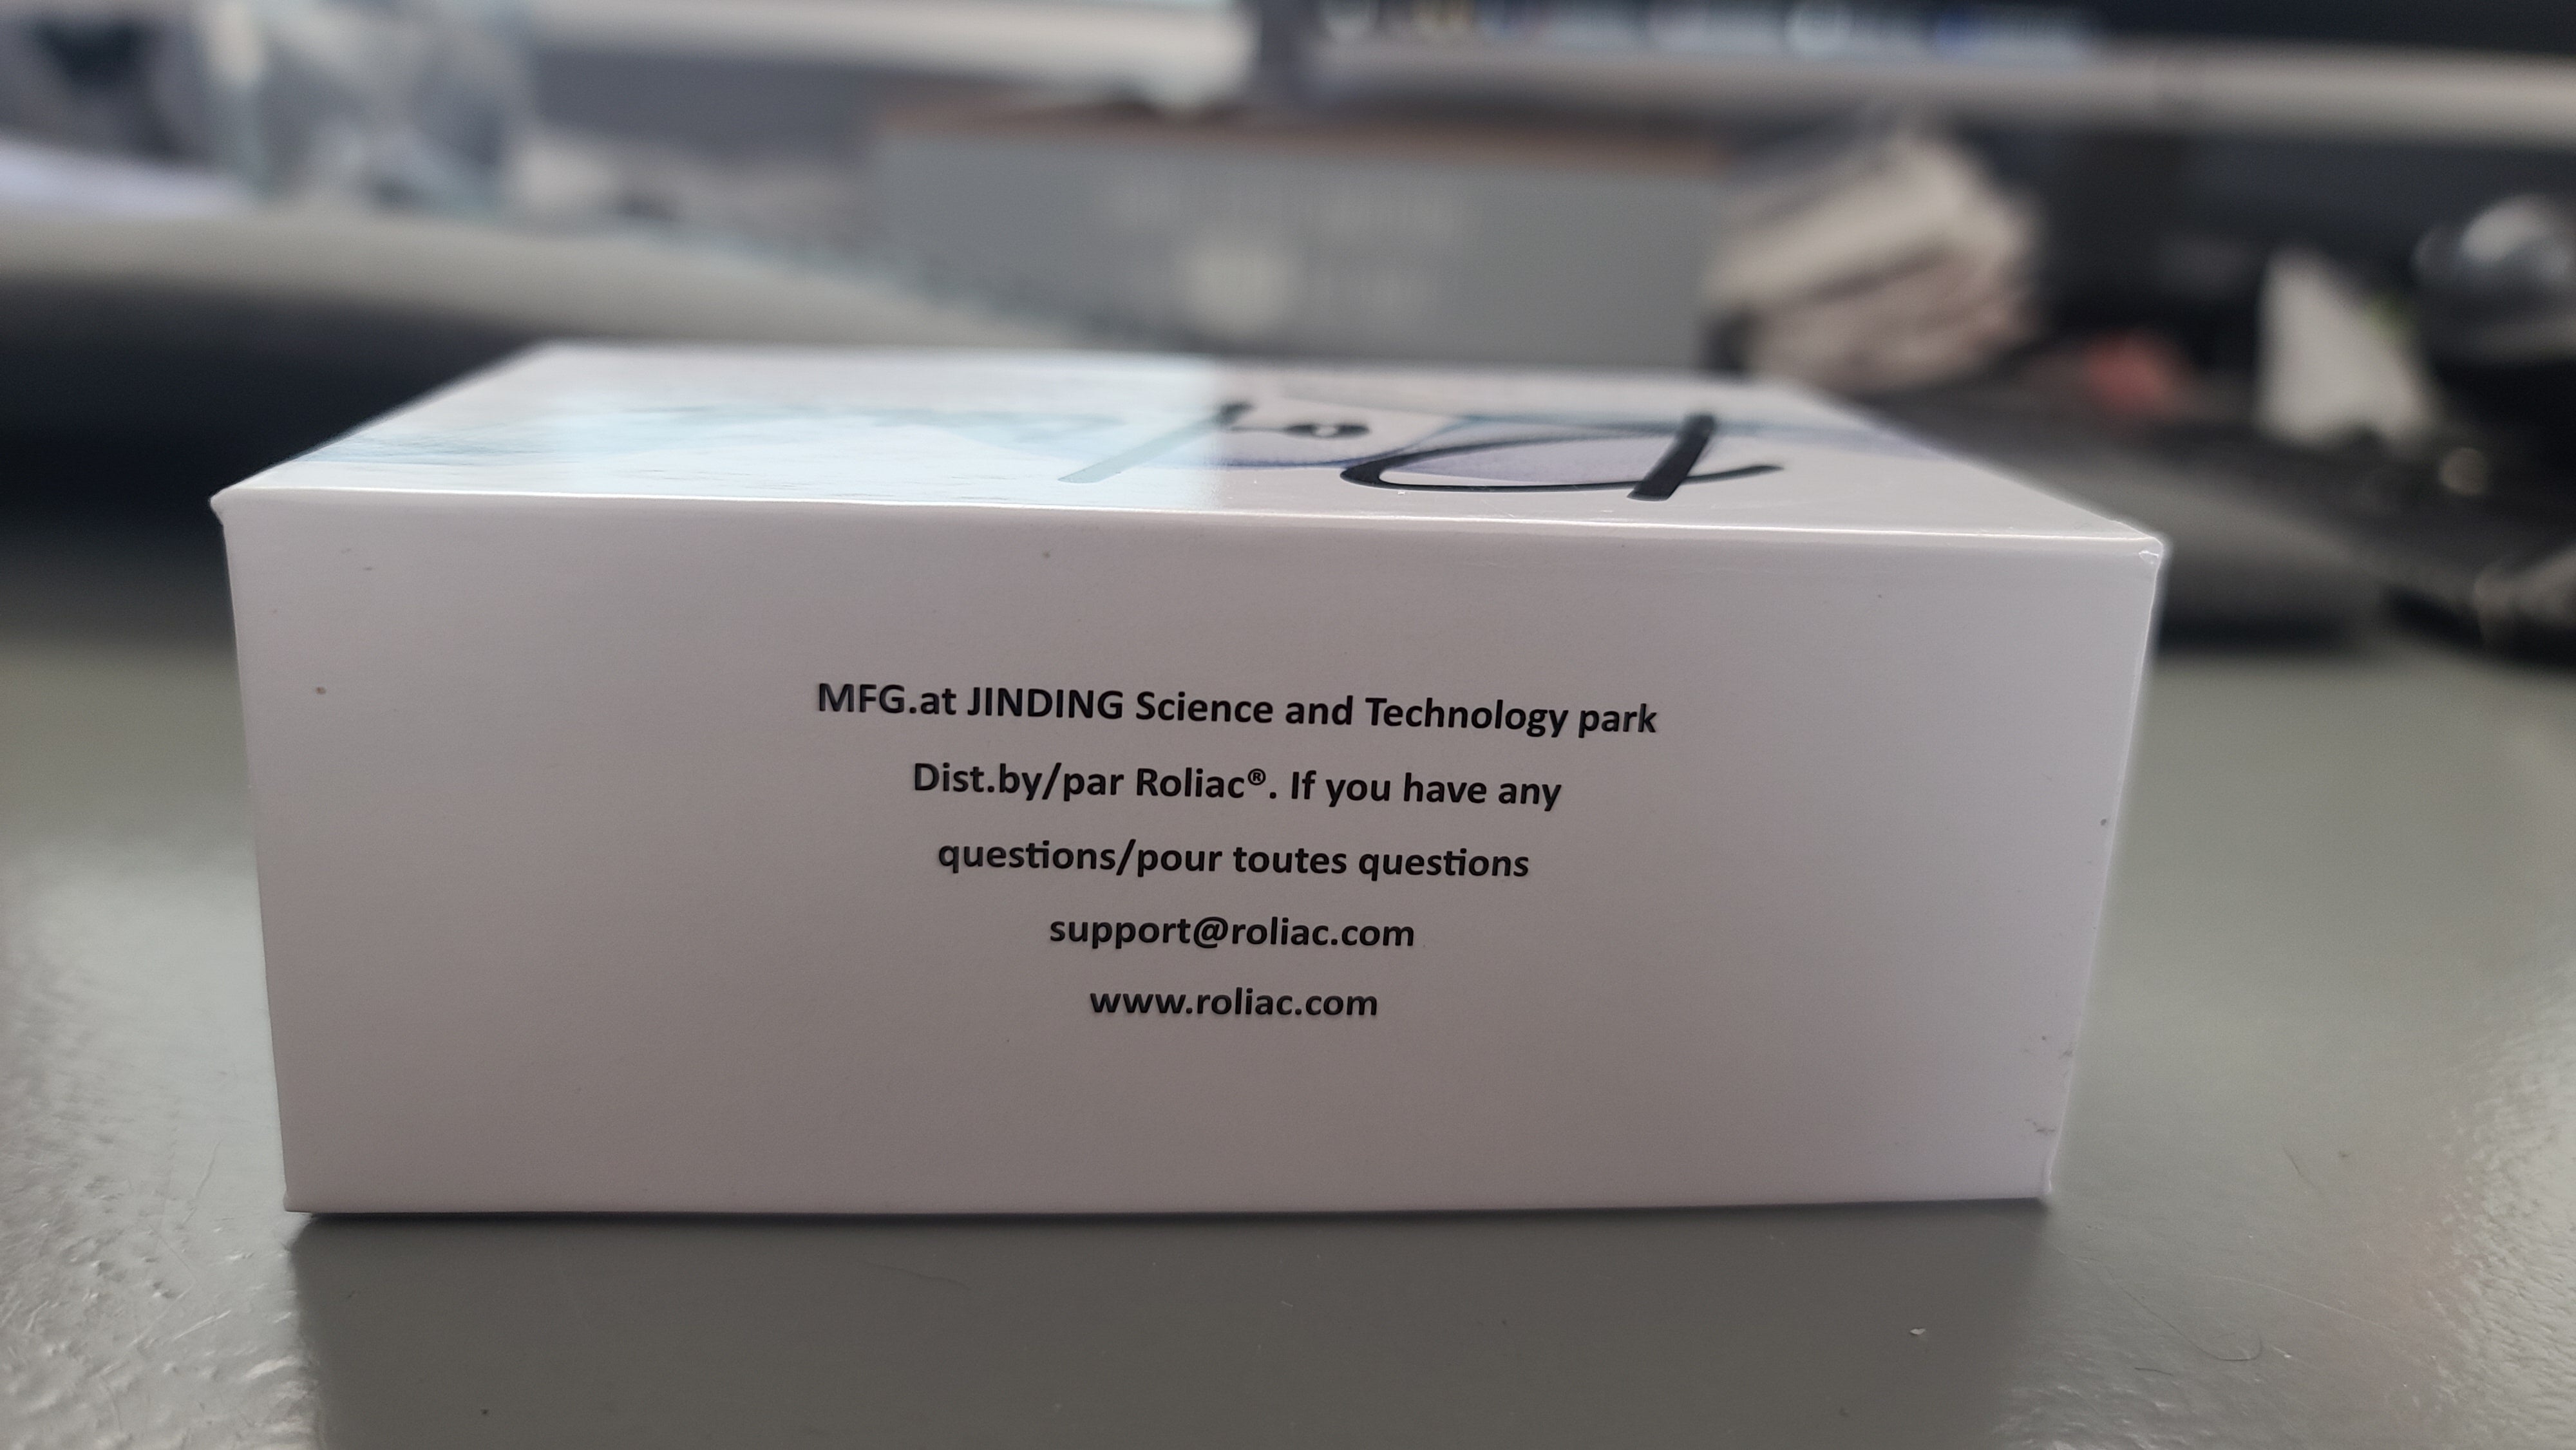 MFG.at JINDING Science and Technology park
Dist.by/par Roliac®. If you have any
questions/pour toutes questions
support@roliac.com
www.roliac.com